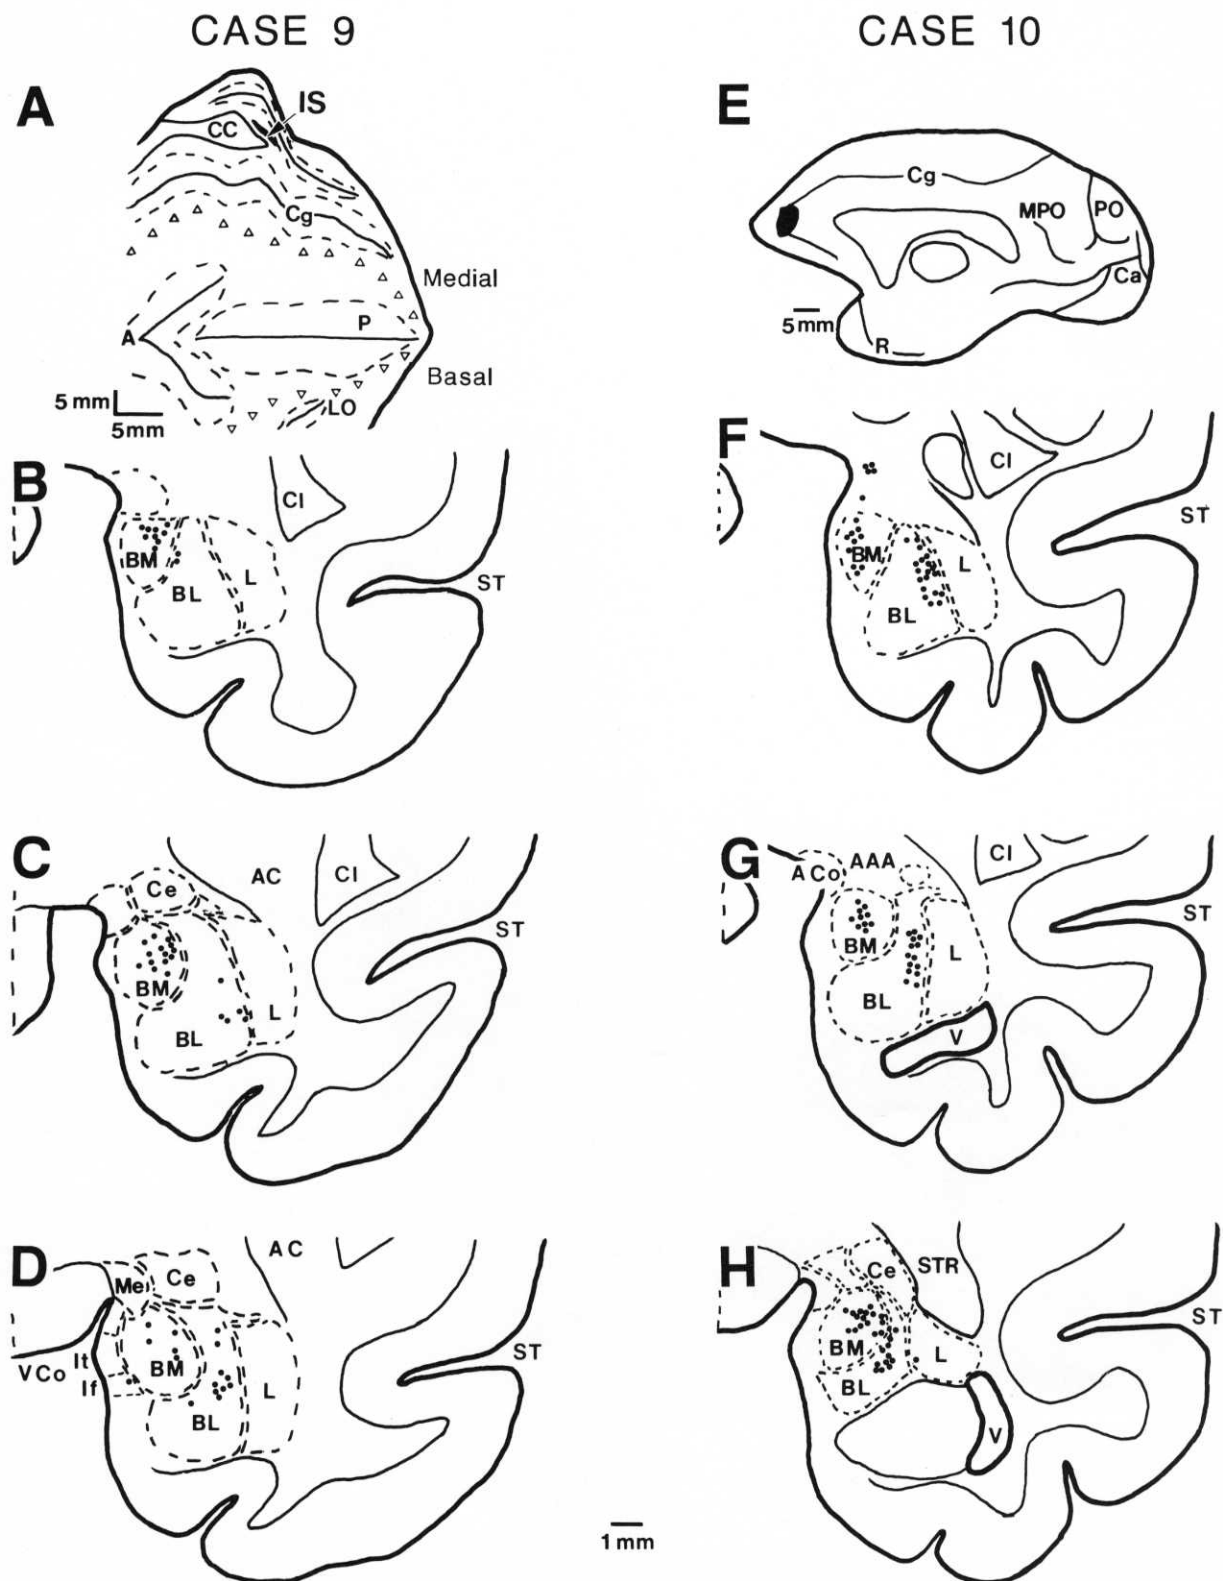 CASE 9
CASE 10
A
IS
CC
Cg
Medial
A
P
Basal
LO
5 mm
5mm
E
Cg
MPO
PO
Ca
5mm
R
B
Cl
BM
BL
L
ST
F
Cl
ST
BM
L
BL
C
Ce
AC
Cl
ST
BM
BL
L
G
A Co
AAA
Cl
ST
BM
L
BL
V
D
Me
Ce
AC
ST
VCo
It
If
BM
BL
L
H
Ce
STR
ST
BM
L
BL
V
1 mm